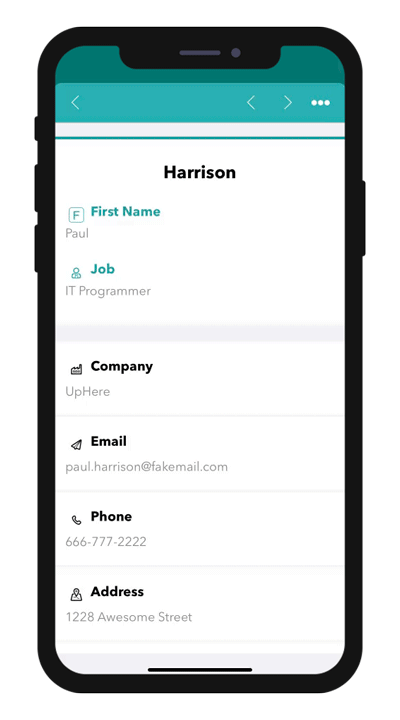 Harrison
First Name
Paul
Job
IT Programmer
Company
UpHere
Email
paul.harrison@fakemail.com
Phone
666-777-2222
Address
1228 Awesome Street